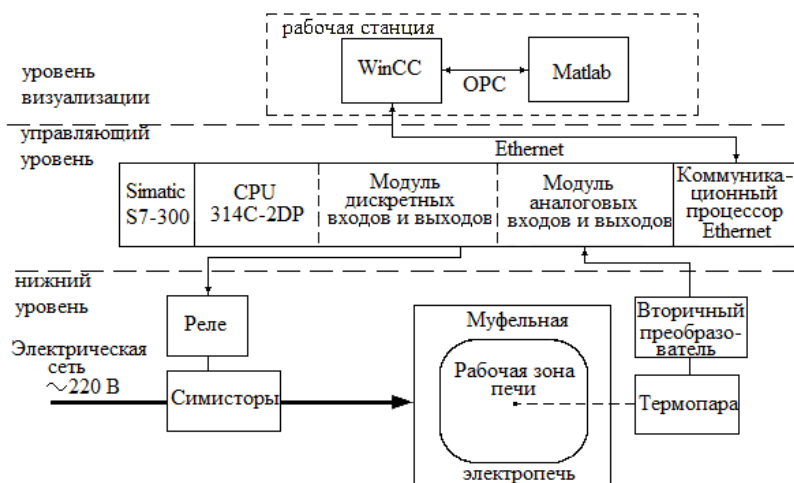 рабочая станция
уровень
визуализации
WinCC
OPC
Matlab
управляющий
уровень
Ethernet
Simatic
S7-300
CPU
314C-2DP
Модуль
дискретных
входов и выходов
Модуль
аналоговых
входов и выходов
Коммуника-
ционный
процессор
Ethernet
нижний
уровень
Реле
Электрическая
сеть
~220 В
Симисторы
Муфельная
Рабочая зона
печи
электропечь
Вторичный
преобразо-
ватель
Термопара